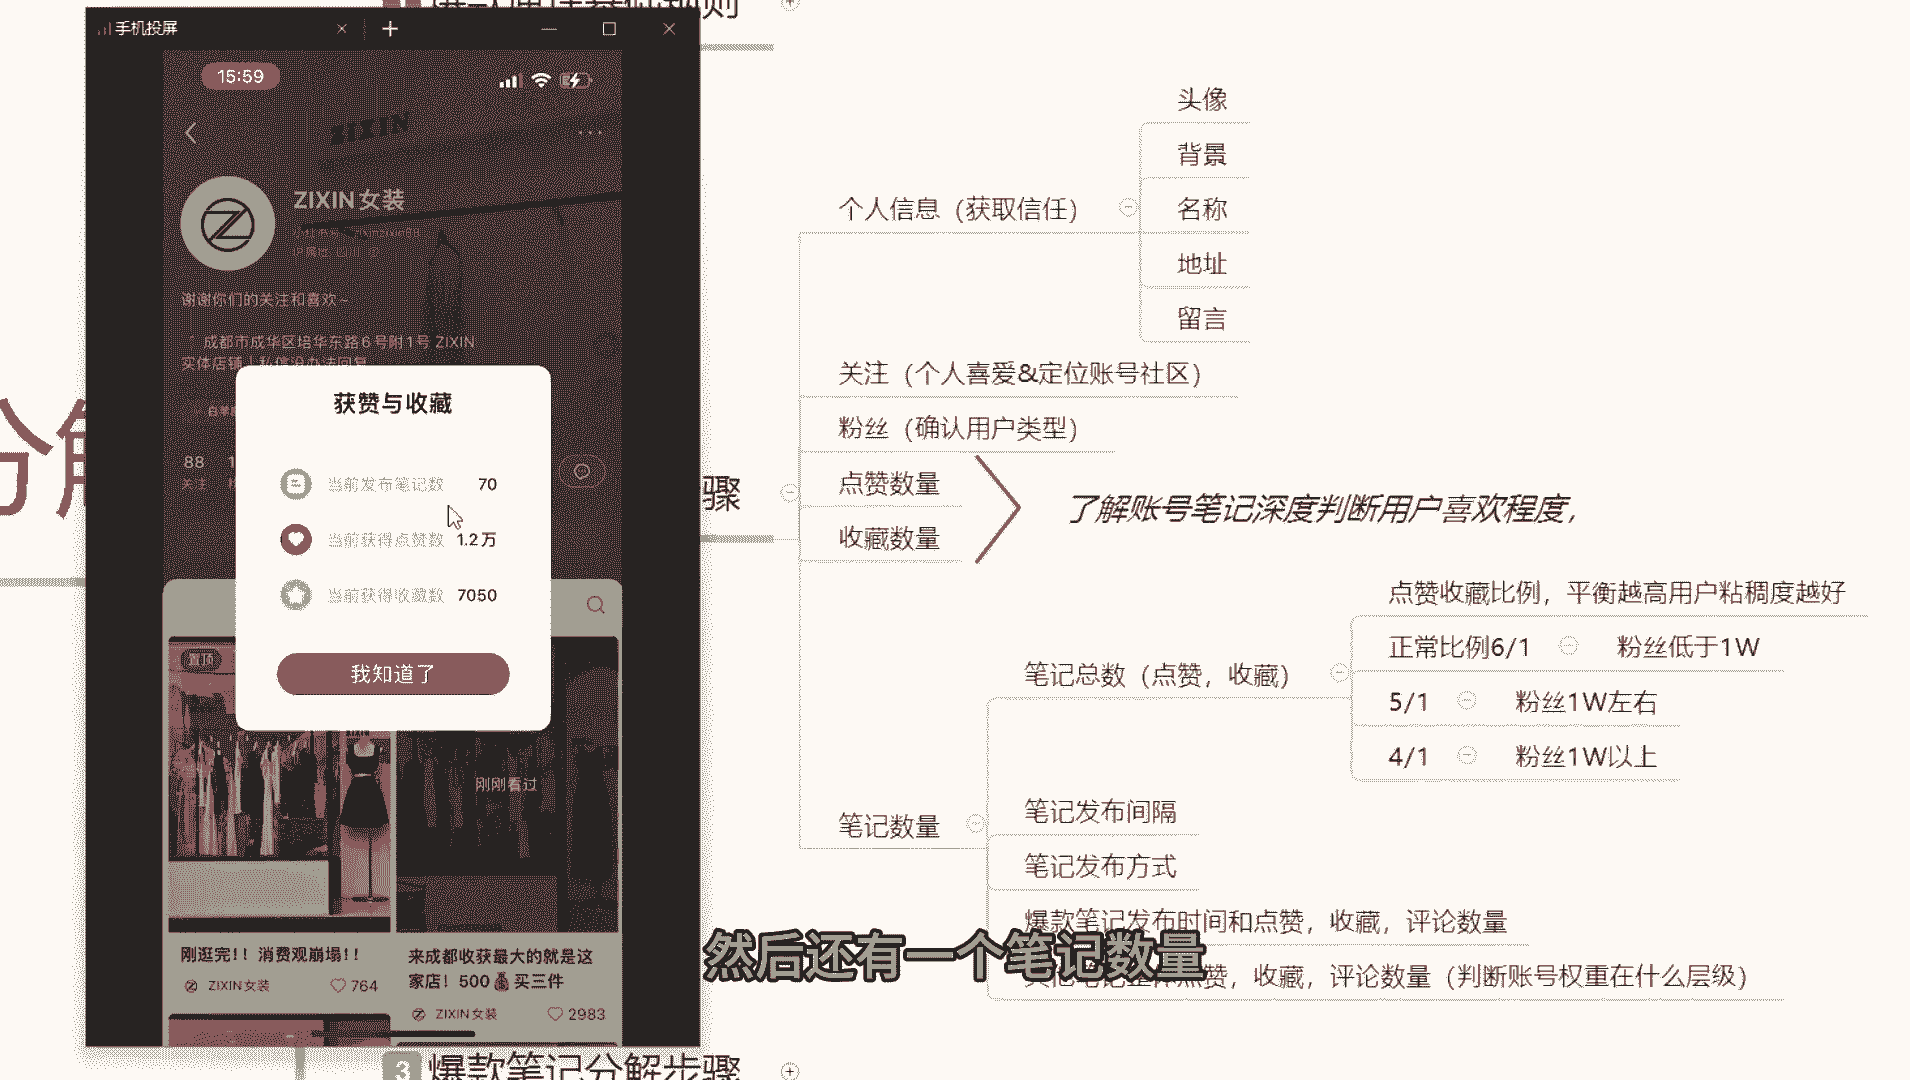 手机投屏
15:59
ZIXIN
ZIXIN女装
谢谢你们的关注和喜欢~
成都市成华区培华东路6号附1号 ZIXIN
88
关注
获赞与收藏
当前发布笔记数 70
当前获得点赞数 1.2万
当前获得收藏数 7050
我知道了
置顶
刚刚看过
刚逛完!! 消费观崩塌!!
ZIXIN女装 764
来成都收获最大的就是这
家店! 500💰买三件
ZIXIN女装 2983
骤
个人信息（获取信任）
头像
背景
名称
地址
留言
关注（个人喜爱&定位账号社区）
粉丝（确认用户类型）
点赞数量
收藏数量
了解账号笔记深度判断用户喜欢程度，
笔记数量
笔记总数（点赞，收藏）
点赞收藏比例，平衡越高用户粘稠度越好
正常比例6/1 粉丝低于1W
5/1 粉丝1W左右
4/1 粉丝1W以上
笔记发布间隔
笔记发布方式
爆款笔记发布时间和点赞，收藏，评论数量
点赞，收藏，评论数量（判断账号权重在什么层级）
然后还有一个笔记数量
3 爆款笔记分解步骤